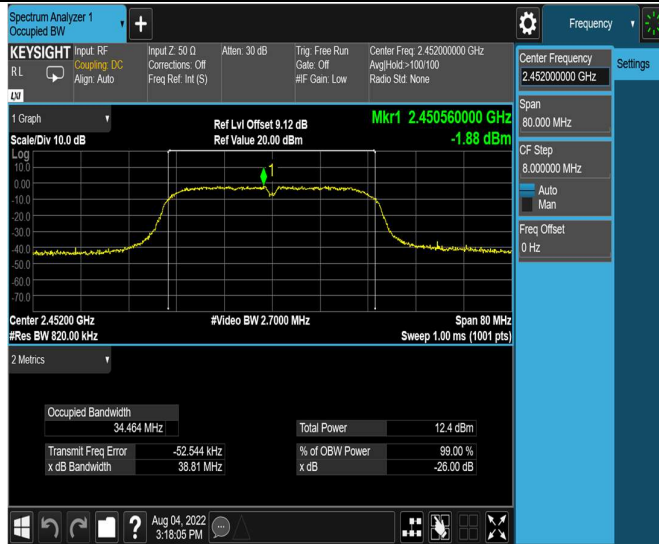 Spectrum Analyzer 1
Occupied BW
Frequency
KEYSIGHT
RL
LXI
Input: RF
Coupling: DC
Align: Auto
Input Z: 50 Ω
Corrections: Off
Freq Ref: Int (S)
Atten: 30 dB
Trig: Free Run
Gate: Off
#IF Gain: Low
Center Freq: 2.452000000 GHz
Avg|Hold:>100/100
Radio Std: None
Center Frequency
2.452000000 GHz
Settings
Span
80.000 MHz
CF Step
8.000000 MHz
Auto
Man
Freq Offset
0 Hz
1 Graph
Scale/Div 10.0 dB
Ref Lvl Offset 9.12 dB
Ref Value 20.00 dBm
Mkr1 2.450560000 GHz
-1.88 dBm
Log
10.0
0.00
-10.0
-20.0
-30.0
-40.0
-50.0
-60.0
-70.0
1
Center 2.45200 GHz
#Res BW 820.00 kHz
#Video BW 2.7000 MHz
Span 80 MHz
Sweep 1.00 ms (1001 pts)
2 Metrics
Occupied Bandwidth
34.464 MHz
Total Power 12.4 dBm
Transmit Freq Error -52.544 kHz
% of OBW Power 99.00 %
x dB Bandwidth 38.81 MHz
x dB -26.00 dB
?
Aug 04, 2022
3:18:05 PM